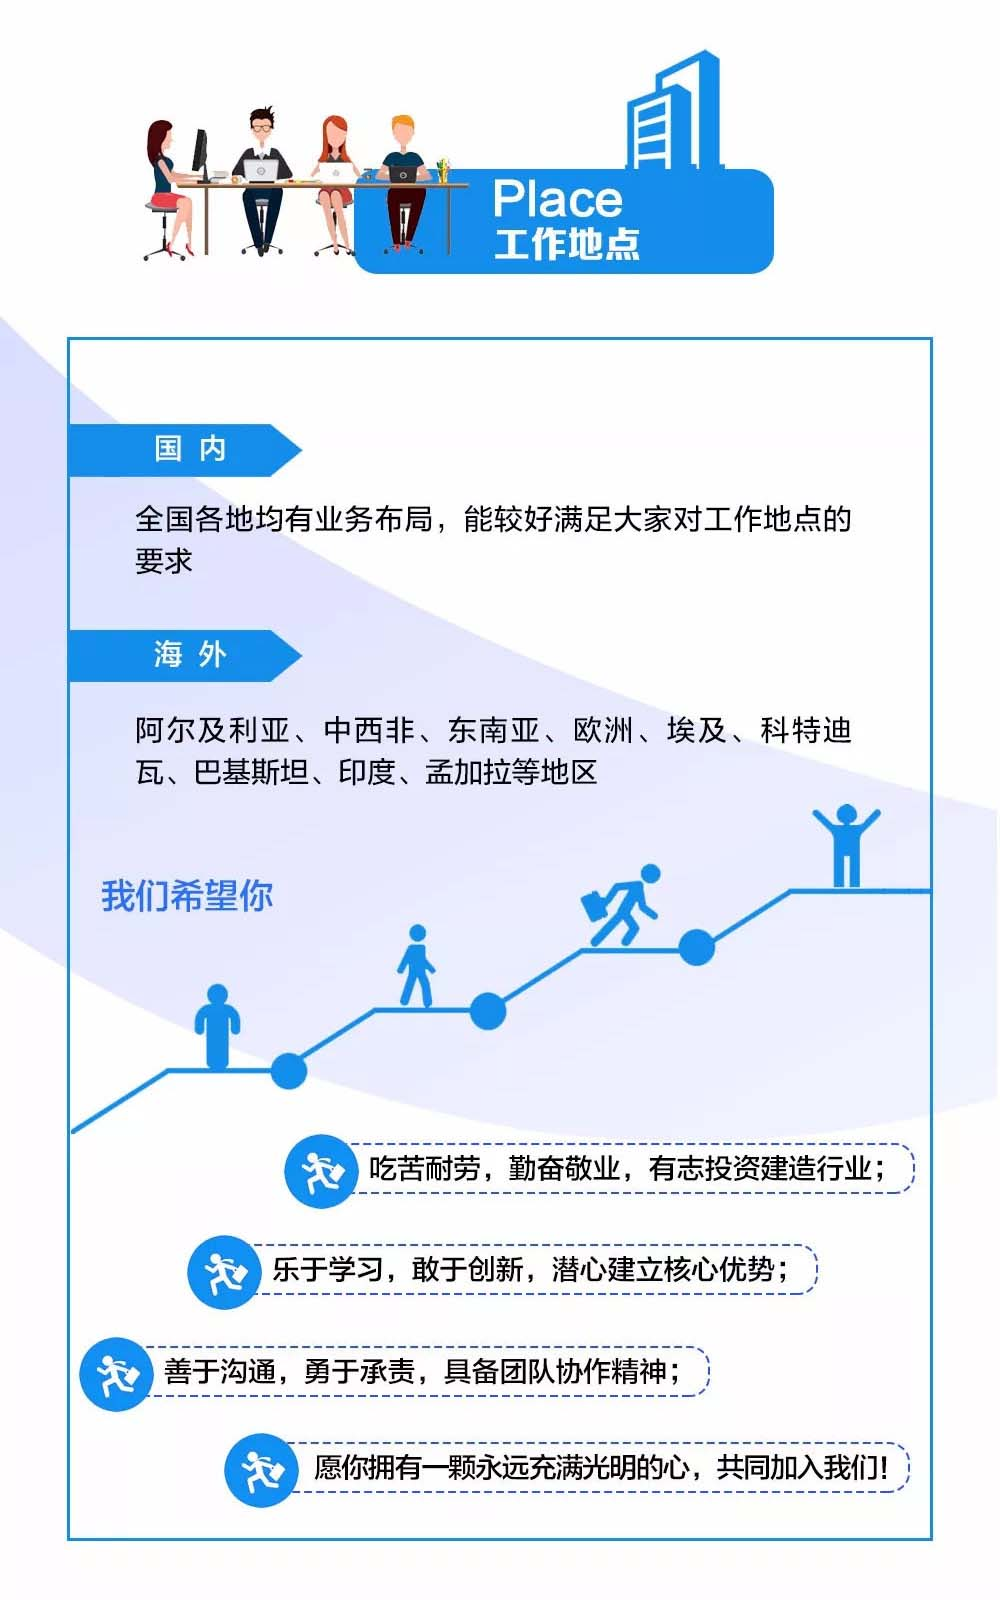 Place
工作地点
国内
全国各地均有业务布局，能较好满足大家对工作地点的
要求
海外
阿尔及利亚、中西非、东南亚、欧洲、埃及、科特迪
瓦、巴基斯坦、印度、孟加拉等地区
我们希望你
吃苦耐劳，勤奋敬业，有志投资建造行业；
乐于学习，敢于创新，潜心建立核心优势；
善于沟通，勇于承责，具备团队协作精神；
愿你拥有一颗永远充满光明的心，共同加入我们！